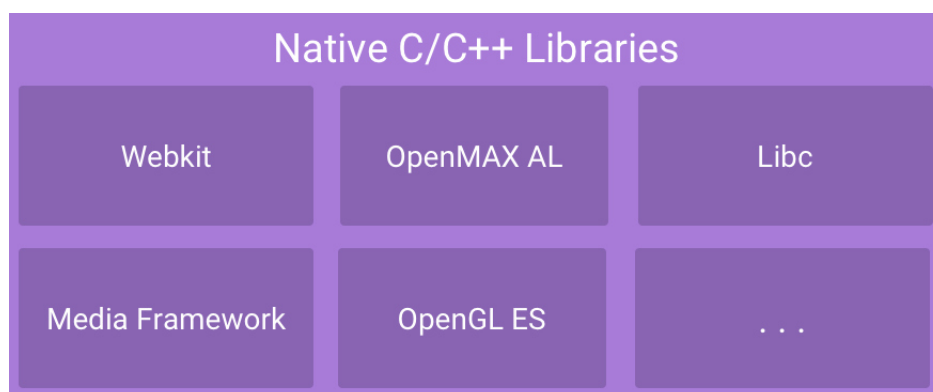 Native C/C++ Libraries
Webkit
OpenMAX AL
Libc
Media Framework
OpenGL ES
. . .